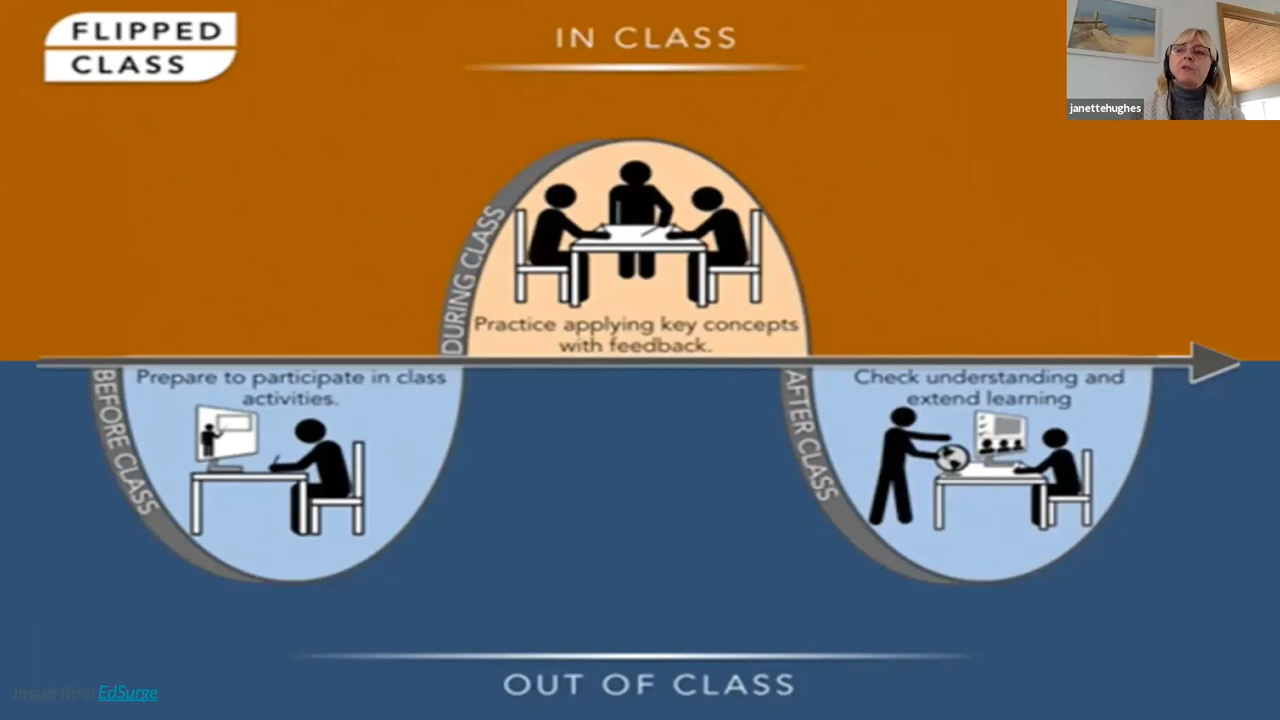 FLIPPED
CLASS
IN CLASS
janettehughes
DURING CLASS
Practice applying key concepts
with feedback.
BEFORE CLASS
Prepare to participate in class
activities.
AFTER CLASS
Check understanding and
extend learning
OUT OF CLASS
Image from EdSurge